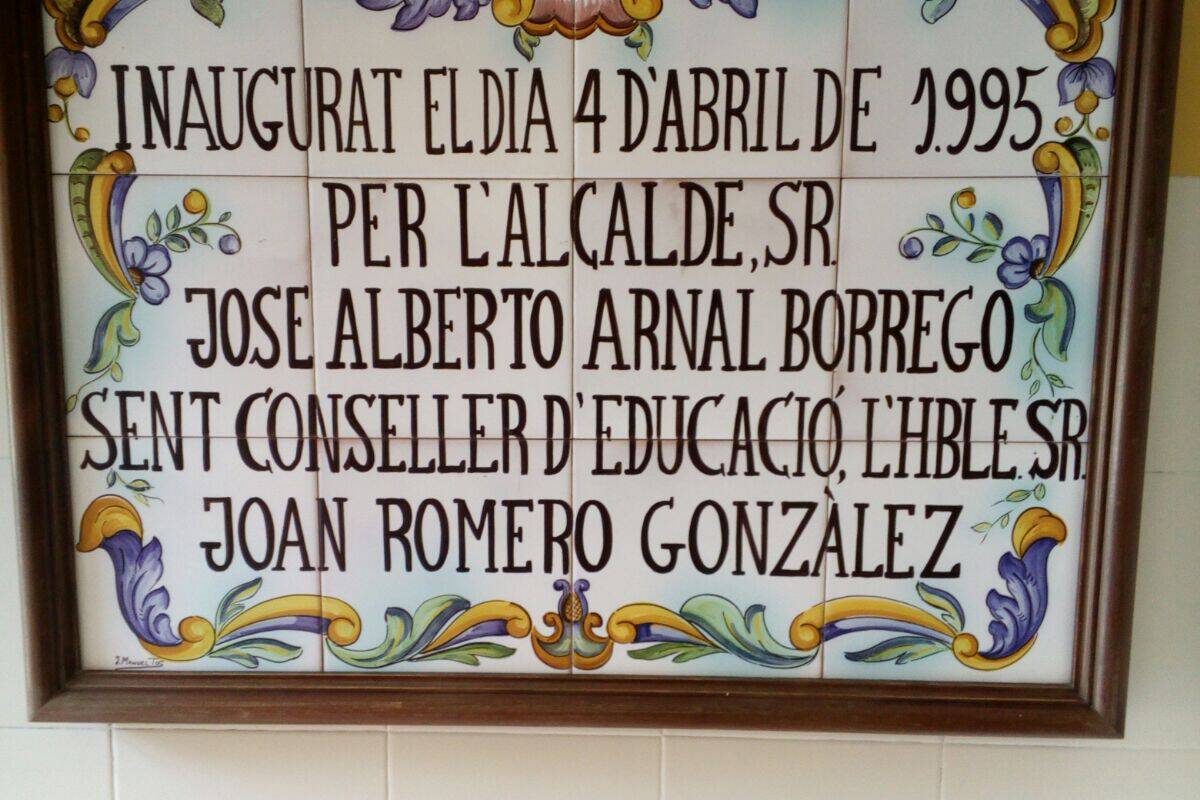 INAUGURAT EL DIA 4 D'ABRIL DE 1.995
PER L'ALCALDE, SR.
JOSE ALBERTO ARNAL BORREGO
SENT CONSELLER D'EDUCACIÓ, L'HBLE. SR.
JOAN ROMERO GONZÀLEZ